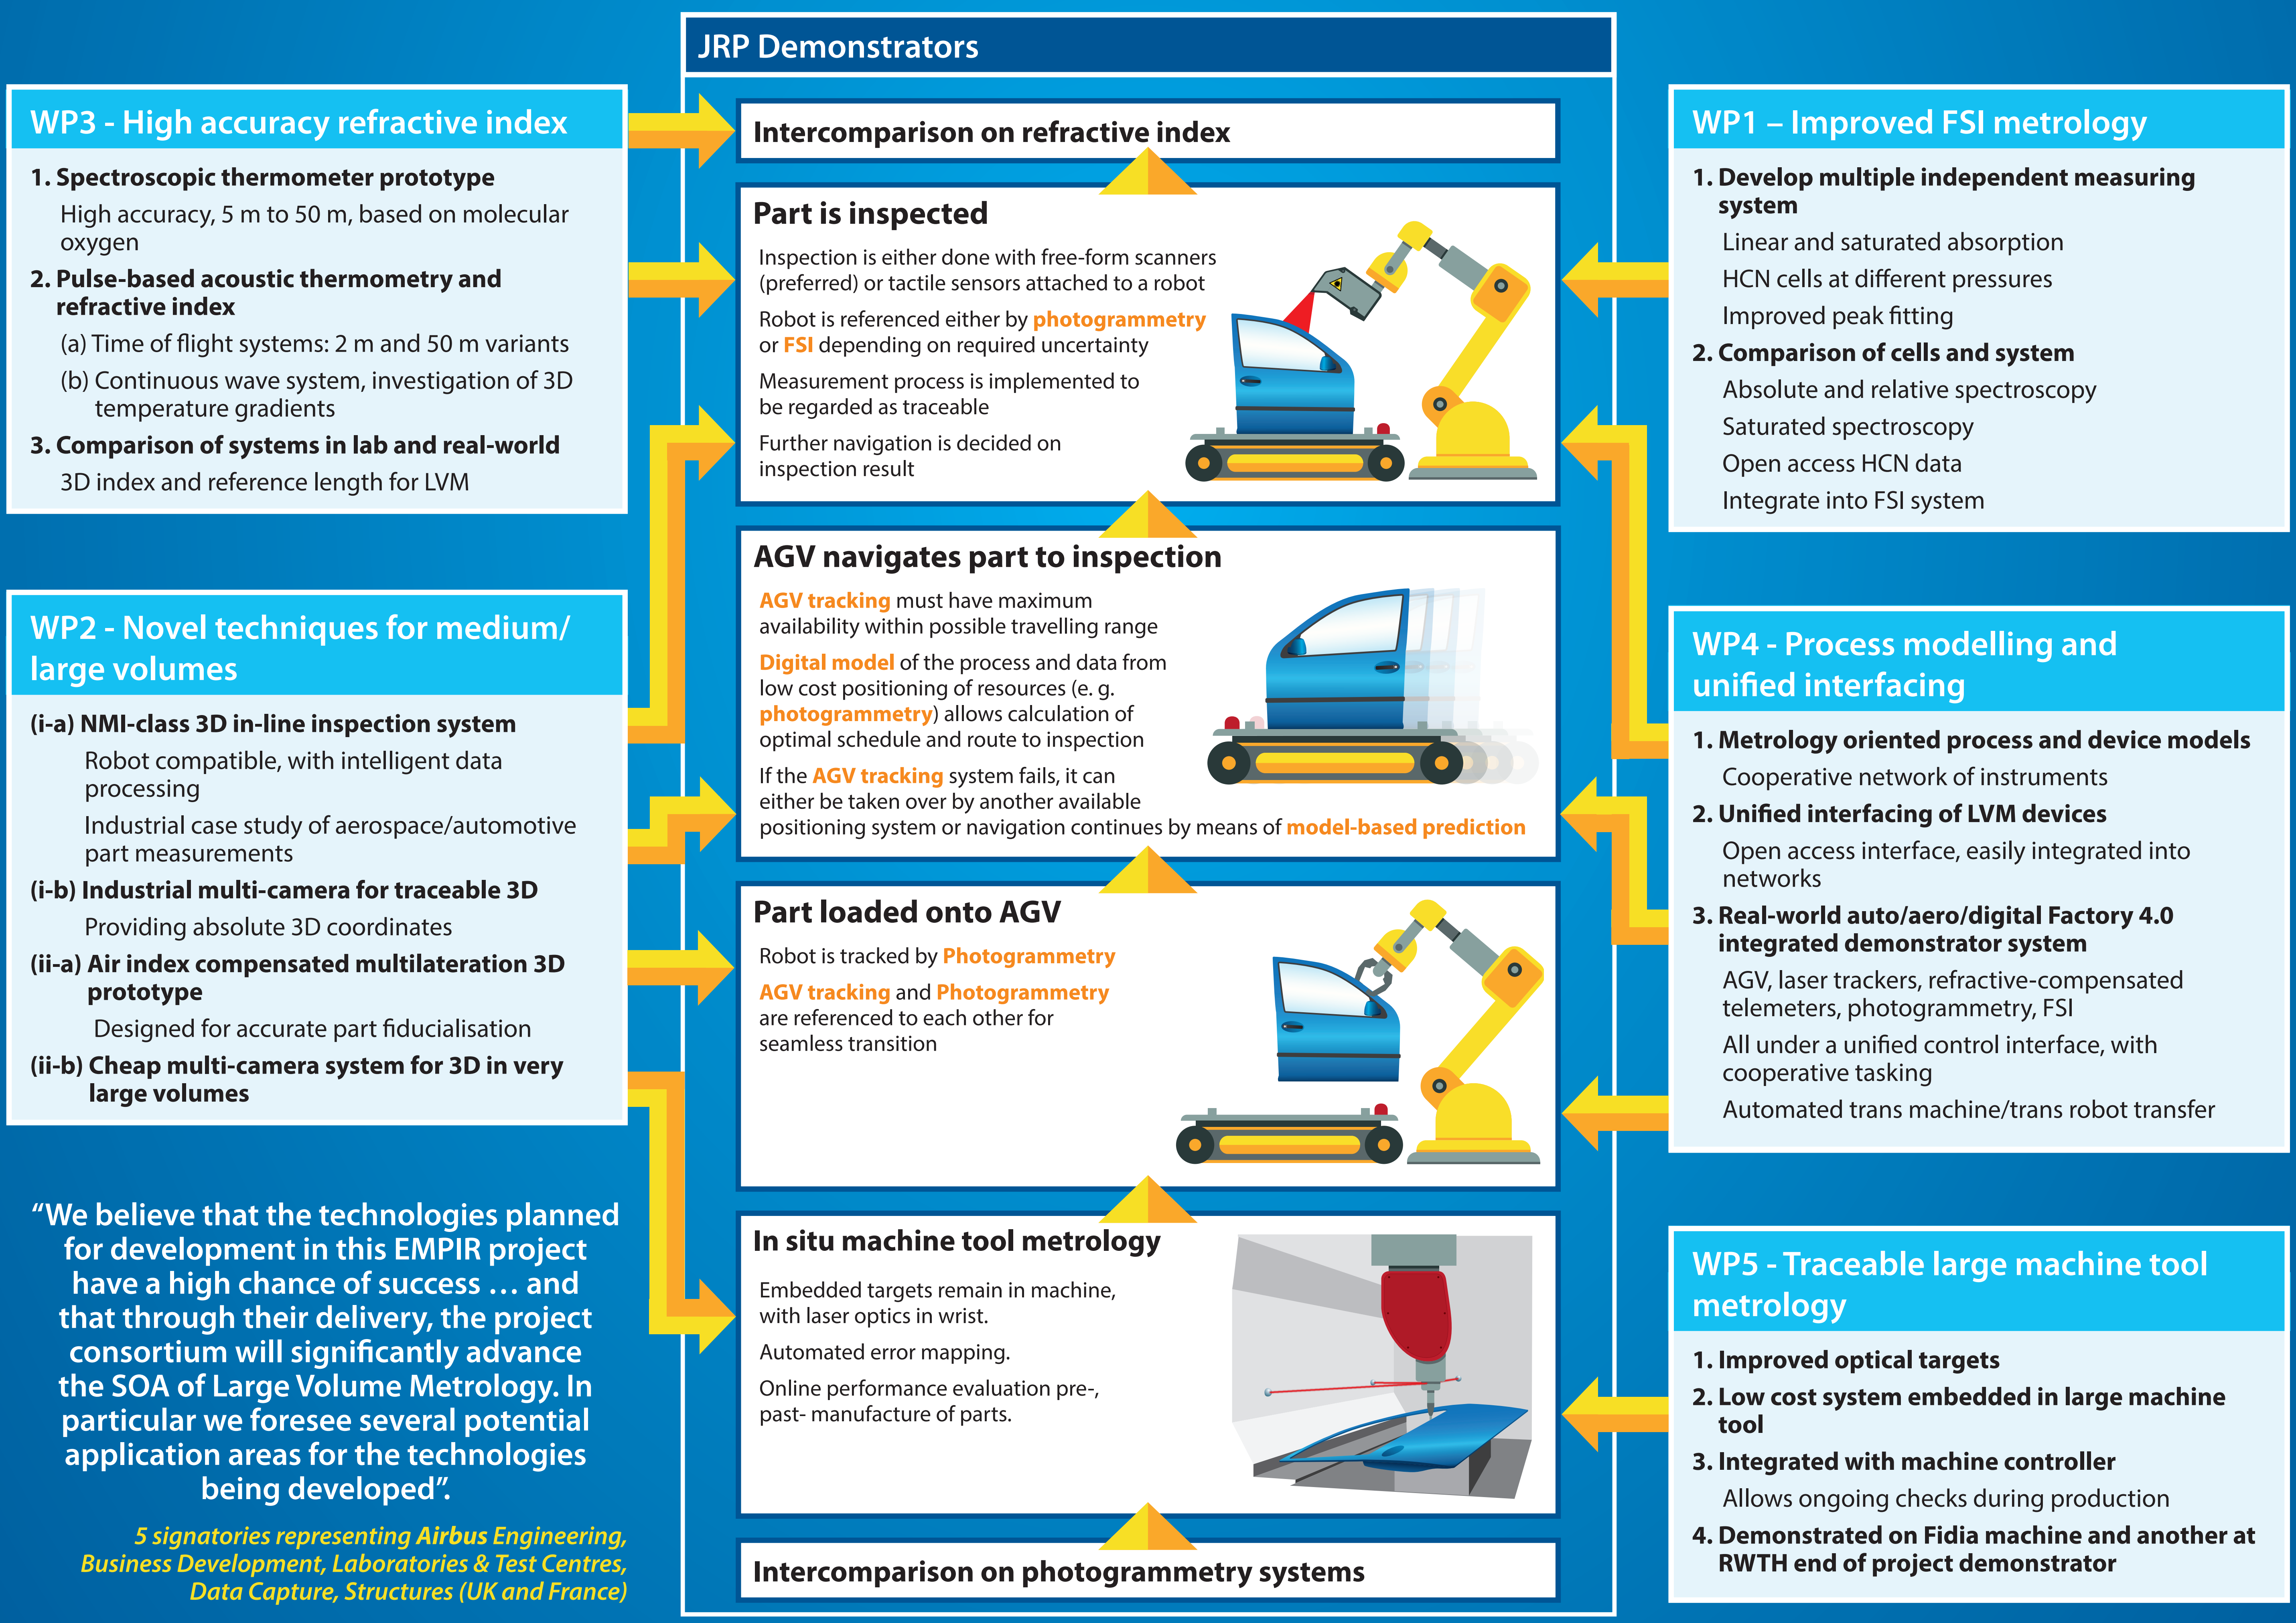 JRP Demonstrators
WP3 - High accuracy refractive index
1. Spectroscopic thermometer prototype
High accuracy, 5 m to 50 m, based on molecular
oxygen
2. Pulse-based acoustic thermometry and
refractive index
(a) Time of flight systems: 2 m and 50 m variants
(b) Continuous wave system, investigation of 3D
temperature gradients
3. Comparison of systems in lab and real-world
3D index and reference length for LVM
WP2 - Novel techniques for medium/
large volumes
(i-a) NMI-class 3D in-line inspection system
Robot compatible, with intelligent data
processing
Industrial case study of aerospace/automotive
part measurements
(i-b) Industrial multi-camera for traceable 3D
Providing absolute 3D coordinates
(ii-a) Air index compensated multilateration 3D
prototype
Designed for accurate part fiducialisation
(ii-b) Cheap multi-camera system for 3D in very
large volumes
“We believe that the technologies planned
for development in this EMPIR project
have a high chance of success … and
that through their delivery, the project
consortium will significantly advance
the SOA of Large Volume Metrology. In
particular we foresee several potential
application areas for the technologies
being developed”.
5 signatories representing Airbus Engineering,
Business Development, Laboratories & Test Centres,
Data Capture, Structures (UK and France)
Intercomparison on refractive index
Part is inspected
Inspection is either done with free-form scanners
(preferred) or tactile sensors attached to a robot
Robot is referenced either by photogrammetry
or FSI depending on required uncertainty
Measurement process is implemented to
be regarded as traceable
Further navigation is decided on
inspection result
AGV navigates part to inspection
AGV tracking must have maximum
availability within possible travelling range
Digital model of the process and data from
low cost positioning of resources (e. g.
photogrammetry) allows calculation of
optimal schedule and route to inspection
If the AGV tracking system fails, it can
either be taken over by another available
positioning system or navigation continues by means of model-based prediction
Part loaded onto AGV
Robot is tracked by Photogrammetry
AGV tracking and Photogrammetry
are referenced to each other for
seamless transition
In situ machine tool metrology
Embedded targets remain in machine,
with laser optics in wrist.
Automated error mapping.
Online performance evaluation pre-,
past- manufacture of parts.
Intercomparison on photogrammetry systems
WP1 – Improved FSI metrology
1. Develop multiple independent measuring
system
Linear and saturated absorption
HCN cells at different pressures
Improved peak fitting
2. Comparison of cells and system
Absolute and relative spectroscopy
Saturated spectroscopy
Open access HCN data
Integrate into FSI system
WP4 - Process modelling and
unified interfacing
1. Metrology oriented process and device models
Cooperative network of instruments
2. Unified interfacing of LVM devices
Open access interface, easily integrated into
networks
3. Real-world auto/aero/digital Factory 4.0
integrated demonstrator system
AGV, laser trackers, refractive-compensated
telemeters, photogrammetry, FSI
All under a unified control interface, with
cooperative tasking
Automated trans machine/trans robot transfer
WP5 - Traceable large machine tool
metrology
1. Improved optical targets
2. Low cost system embedded in large machine
tool
3. Integrated with machine controller
Allows ongoing checks during production
4. Demonstrated on Fidia machine and another at
RWTH end of project demonstrator